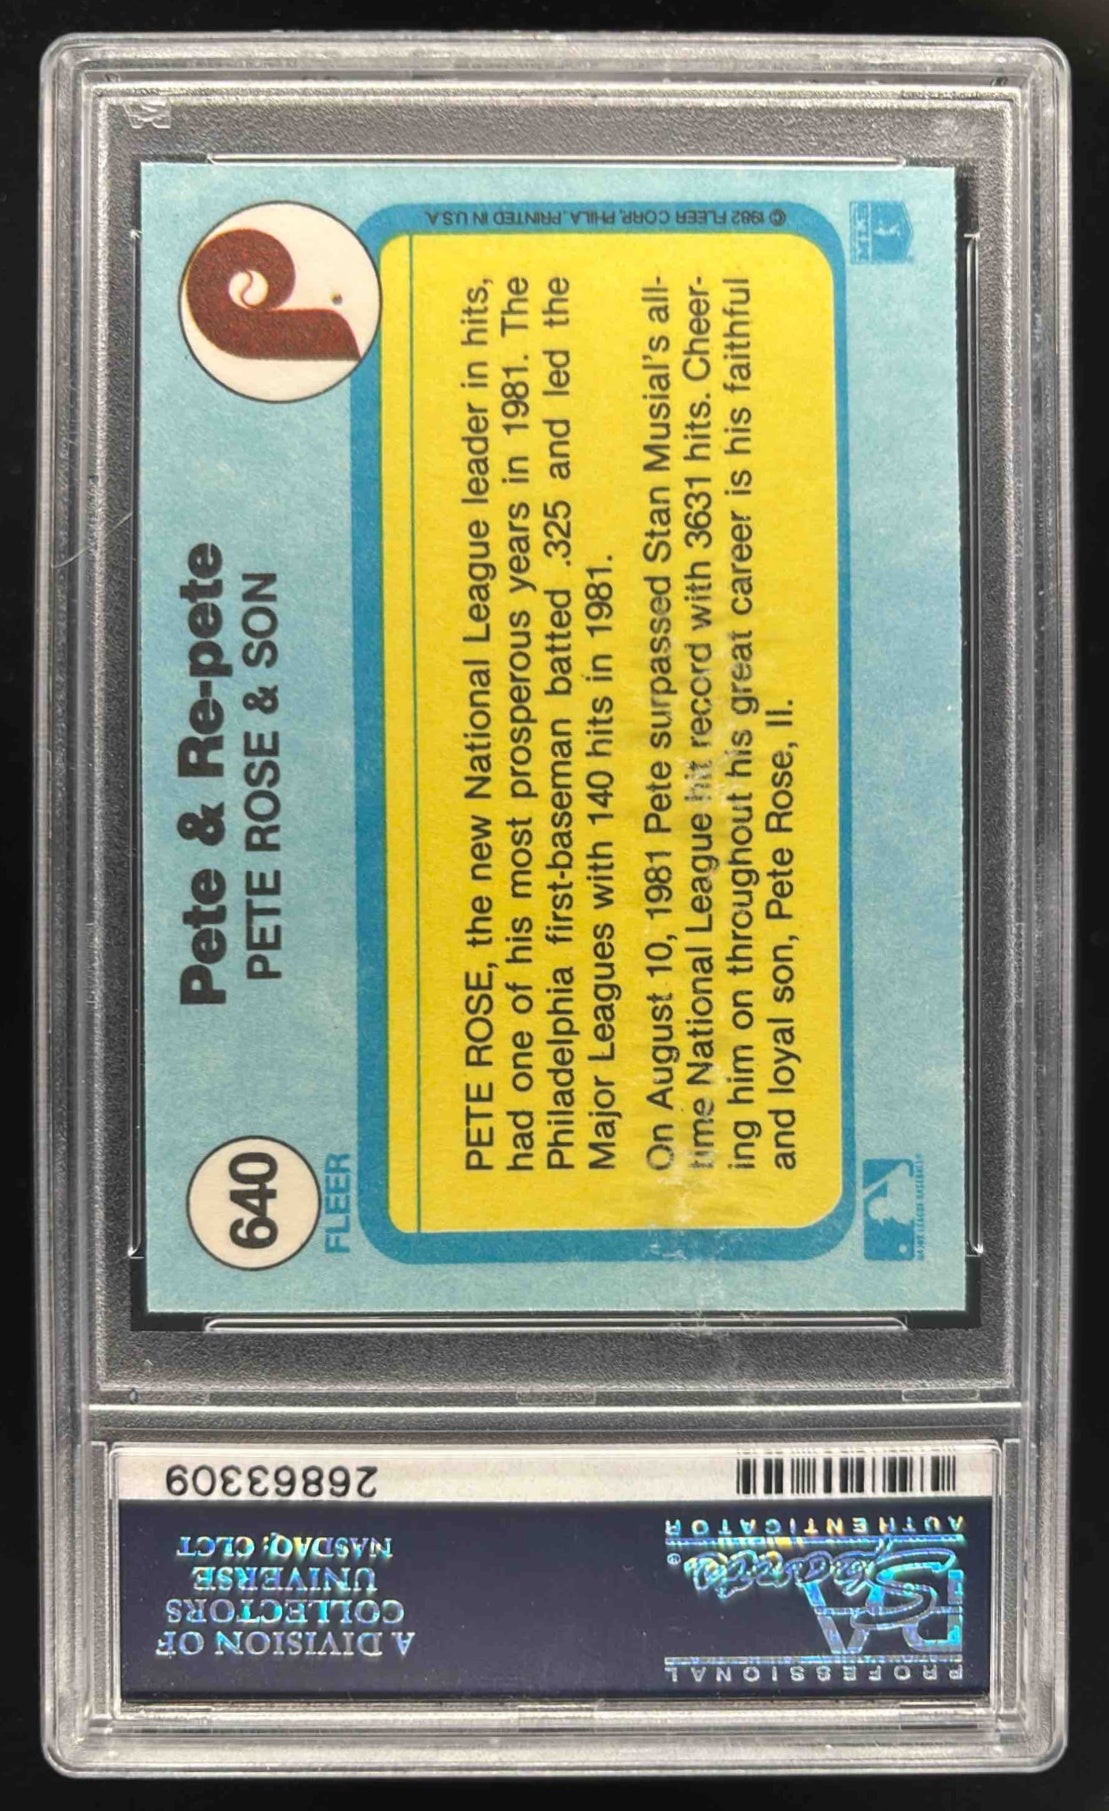 640
Pete & Re-pete
PETE ROSE & SON
FLEER
PETE ROSE, the new National League leader in hits,
had one of his most prosperous years in 1981. The
Philadelphia first-baseman batted .325 and led the
Major Leagues with 140 hits in 1981.
On August 10, 1981 Pete surpassed Stan Musial's all-
time National League hit record with 3631 hits. Cheer-
ing him on throughout his great career is his faithful
and loyal son, Pete Rose, II.
© 1982 FLEER CORP., PHILA. PRINTED IN U.S.A.
MAJOR LEAGUE BASEBALL
PROFESSIONAL
PSA
SPORTS
AUTHENTICATOR
A DIVISION OF
COLLECTORS
UNIVERSE
NASDAQ: CLCT
26863309